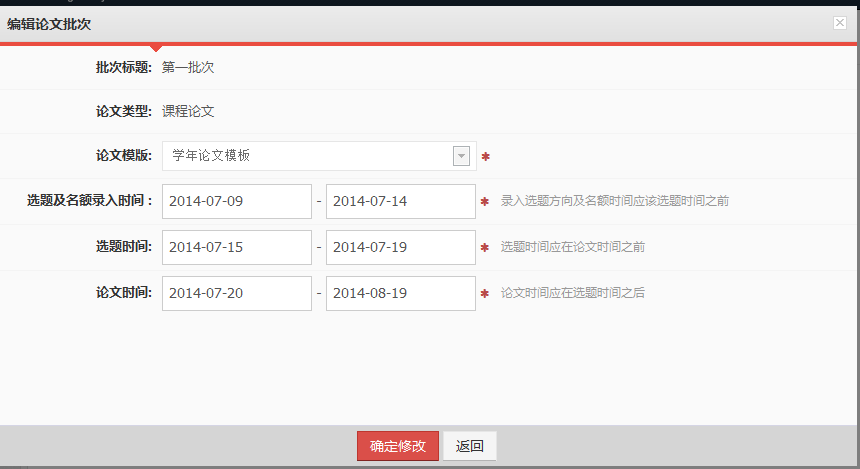 编辑论文批次
批次标题: 第一批次
论文类型: 课程论文
论文模版: 学年论文模板 *
选题及名额录入时间： 2014-07-09 - 2014-07-14 * 录入选题方向及名额时间应该选题时间之前
选题时间: 2014-07-15 - 2014-07-19 * 选题时间应在论文时间之前
论文时间: 2014-07-20 - 2014-08-19 * 论文时间应在选题时间之后
确定修改 返回